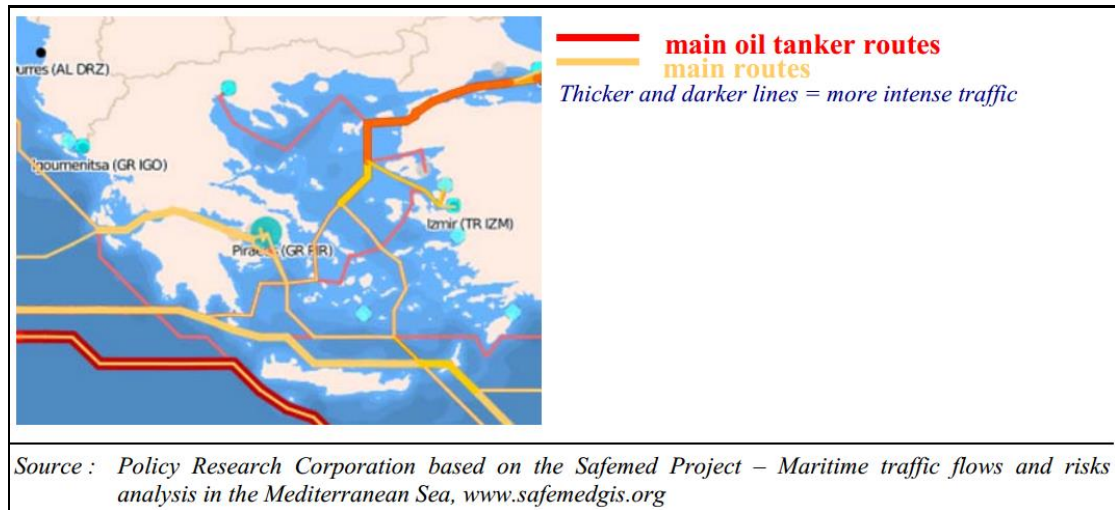 urres (AL DRZ)
Igoumenitsa (GR IGO)
Izmir (TR IZM)
Piraeus (GR PIR)
main oil tanker routes
main routes
Thicker and darker lines = more intense traffic
Source : Policy Research Corporation based on the Safemed Project – Maritime traffic flows and risks
analysis in the Mediterranean Sea, www.safemedgis.org